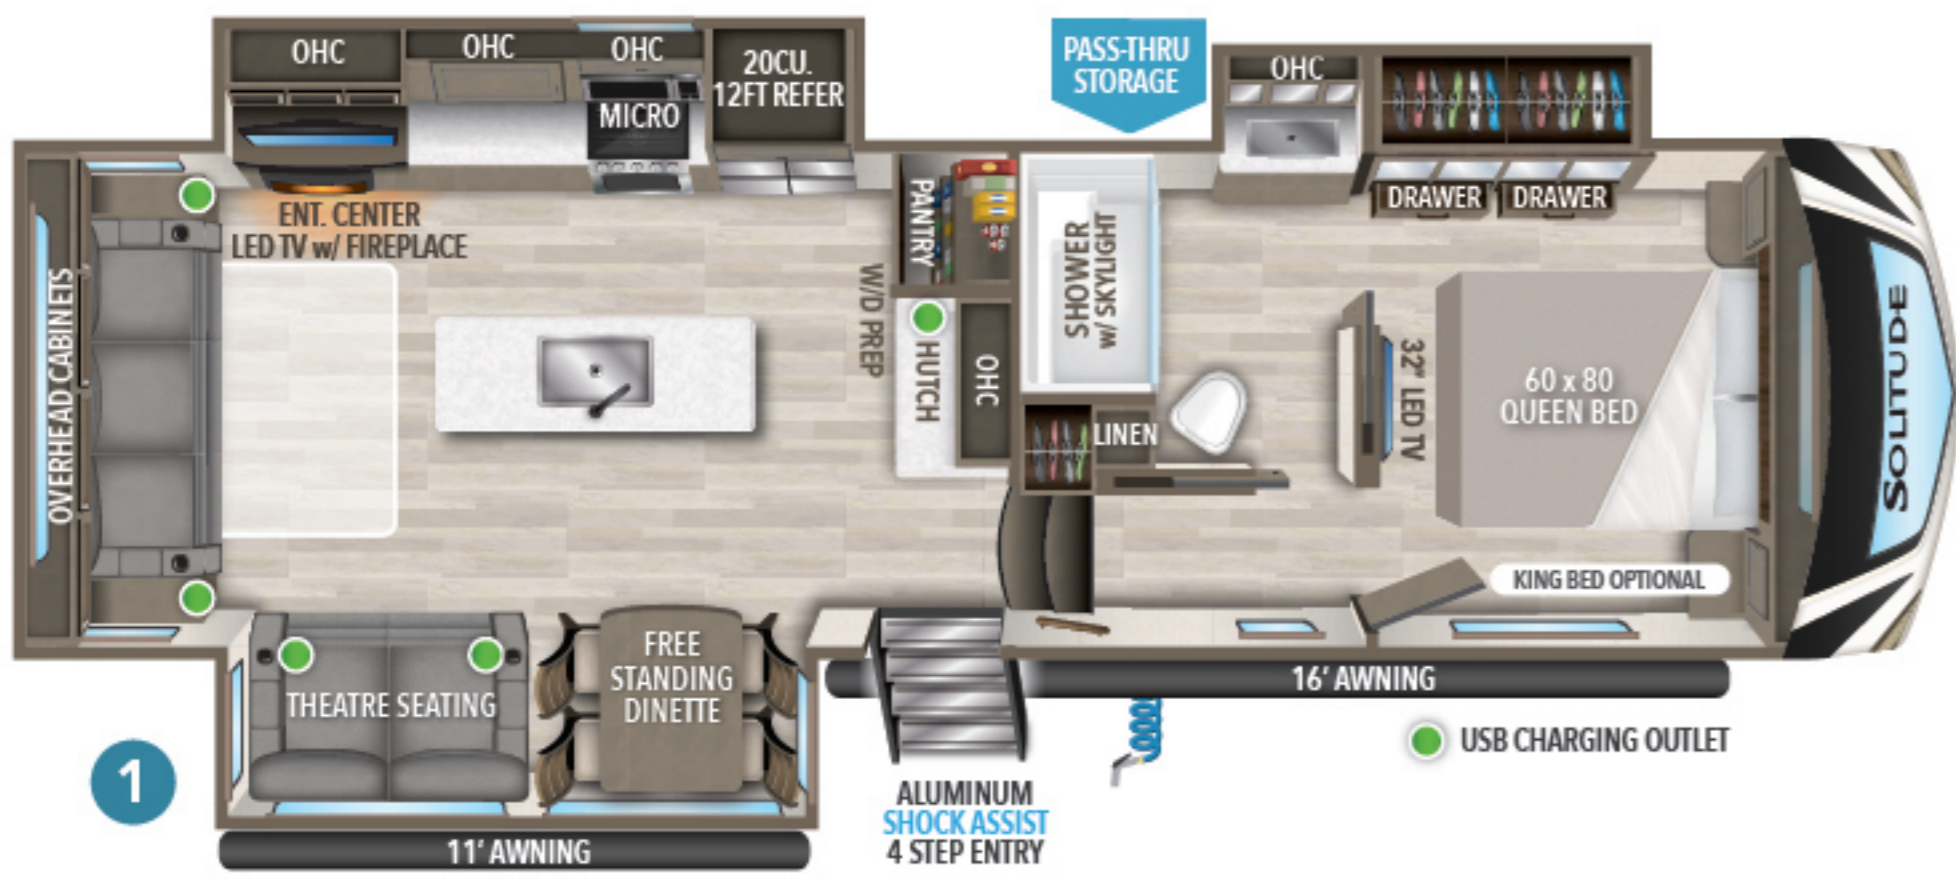 OHC
OHC
OHC
MICRO
20CU.
12FT REFER
PASS-THRU
STORAGE
OHC
DRAWER
DRAWER
ENT. CENTER
LED TV w/ FIREPLACE
OVERHEAD CABINETS
PANTRY
W/D PREP
HUTCH
OHC
SHOWER
w/ SKYLIGHT
LINEN
32" LED TV
60 x 80
QUEEN BED
SOLITUDE
KING BED OPTIONAL
THEATRE SEATING
FREE
STANDING
DINETTE
16' AWNING
USB CHARGING OUTLET
1
ALUMINUM
SHOCK ASSIST
4 STEP ENTRY
11' AWNING